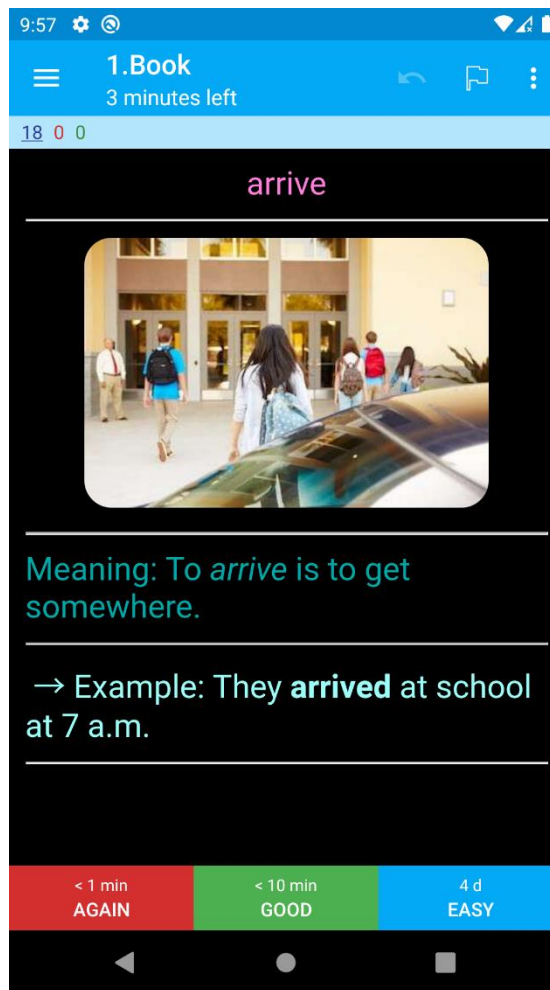 9:57
1.Book
3 minutes left
18 0 0
arrive
Meaning: To arrive is to get
somewhere.
→ Example: They arrived at school
at 7 a.m.
< 1 min < 10 min 4 d
AGAIN GOOD EASY